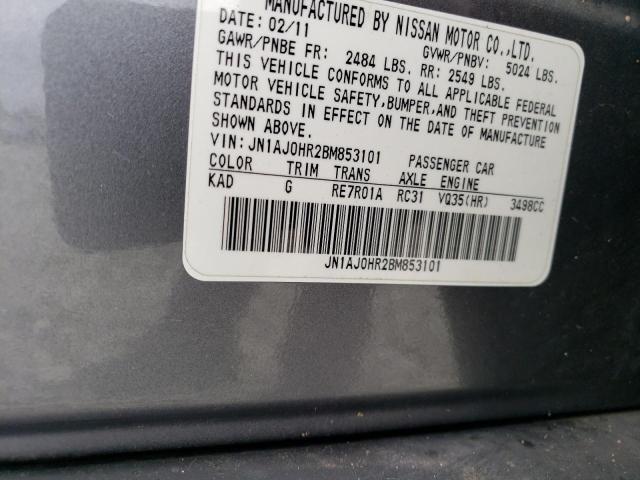 MANUFACTURED BY NISSAN MOTOR CO.,LTD.
DATE: 02/11 GVWR/PNBV: 5024 LBS.
GAWR/PNBE FR: 2484 LBS. RR: 2549 LBS.
THIS VEHICLE CONFORMS TO ALL APPLICABLE FEDERAL
MOTOR VEHICLE SAFETY,BUMPER,AND THEFT PREVENTION
STANDARDS IN EFFECT ON THE DATE OF MANUFACTURE
SHOWN ABOVE.
VIN: JN1AJ0HR2BM853101 PASSENGER CAR
COLOR TRIM TRANS AXLE ENGINE
KAD G RE7R01A RC31 VQ35(HR) 3498CC
JN1AJ0HR2BM853101